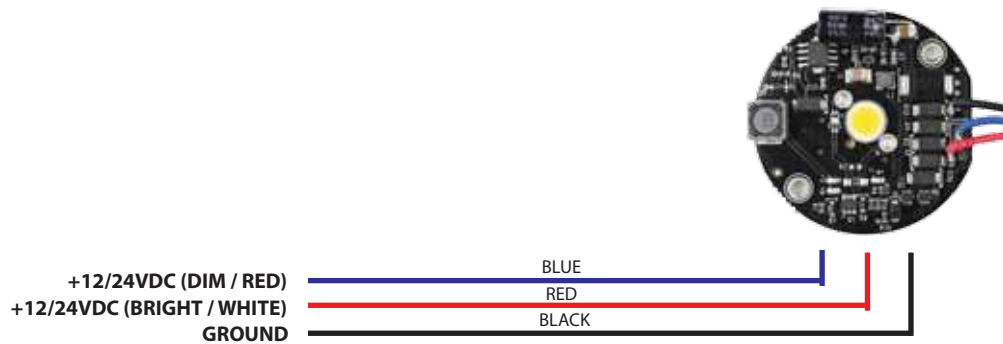 BLUE
+12/24VDC (DIM / RED)
RED
+12/24VDC (BRIGHT / WHITE)
BLACK
GROUND